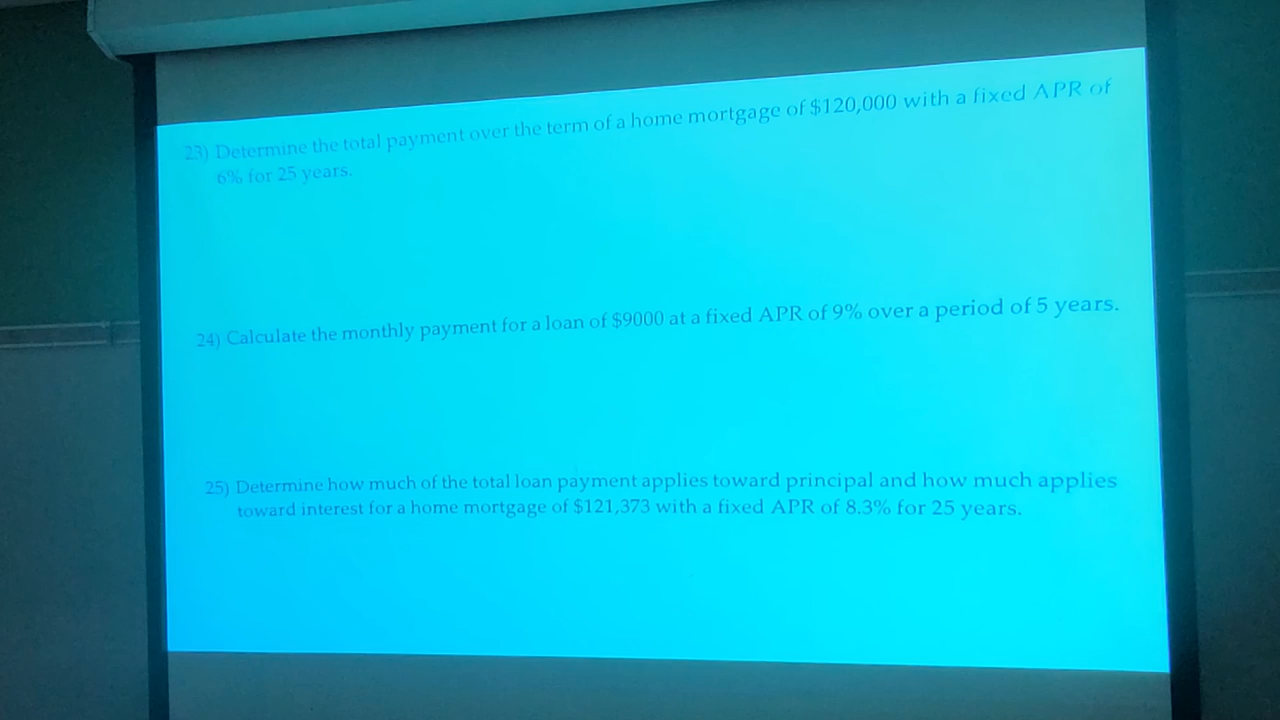 23) Determine the total payment over the term of a home mortgage of $120,000 with a fixed APR of
6% for 25 years.
24) Calculate the monthly payment for a loan of $9000 at a fixed APR of 9% over a period of 5 years.
25) Determine how much of the total loan payment applies toward principal and how much applies
toward interest for a home mortgage of $121,373 with a fixed APR of 8.3% for 25 years.